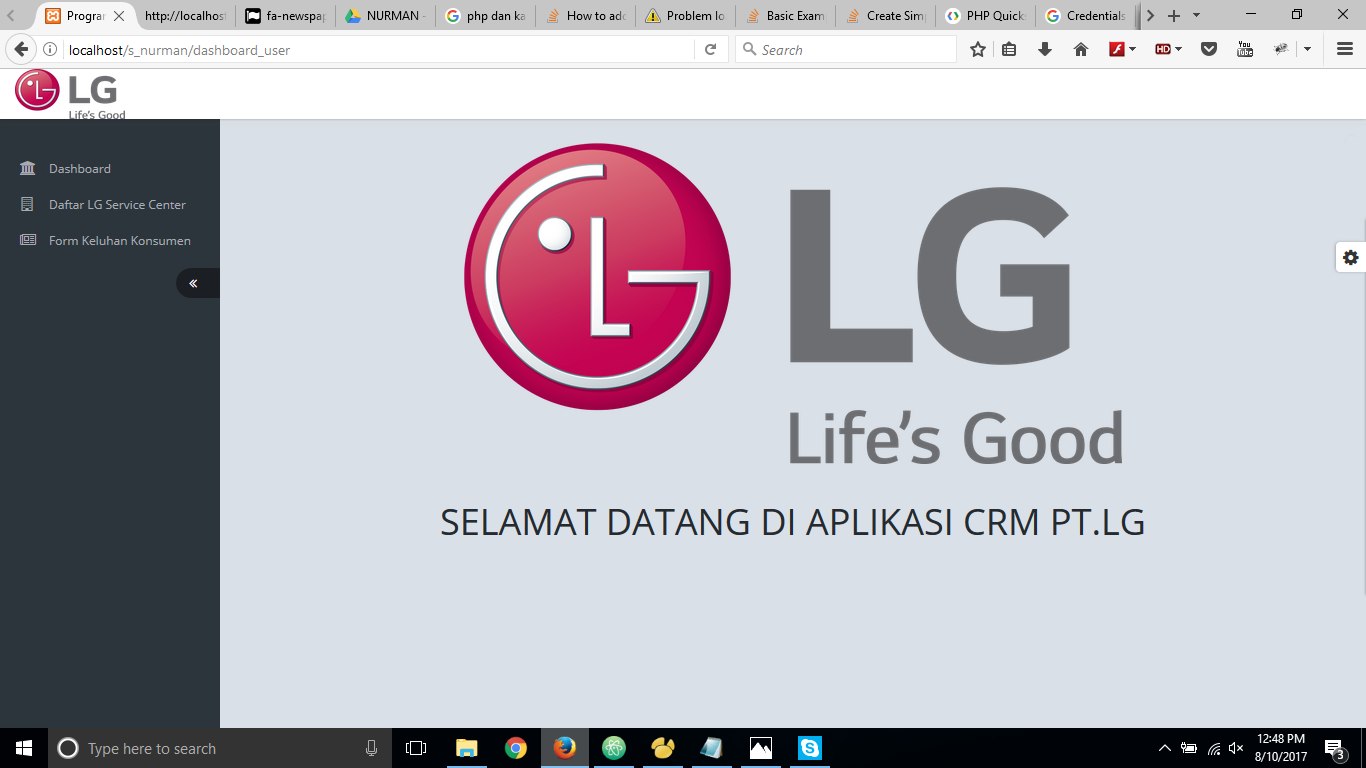 Progran
http://localhost
fa-newspap
NURMAN -
php dan ka
How to add
Problem lo
Basic Exam
Create Sim
PHP Quick
Credentials
localhost/s_nurman/dashboard_user
Search
HD
You
Tube
LG
Life's Good
Dashboard
Daftar LG Service Center
Form Keluhan Konsumen
LG
Life's Good
SELAMAT DATANG DI APLIKASI CRM PT.LG
Type here to search
12:48 PM
8/10/2017
3